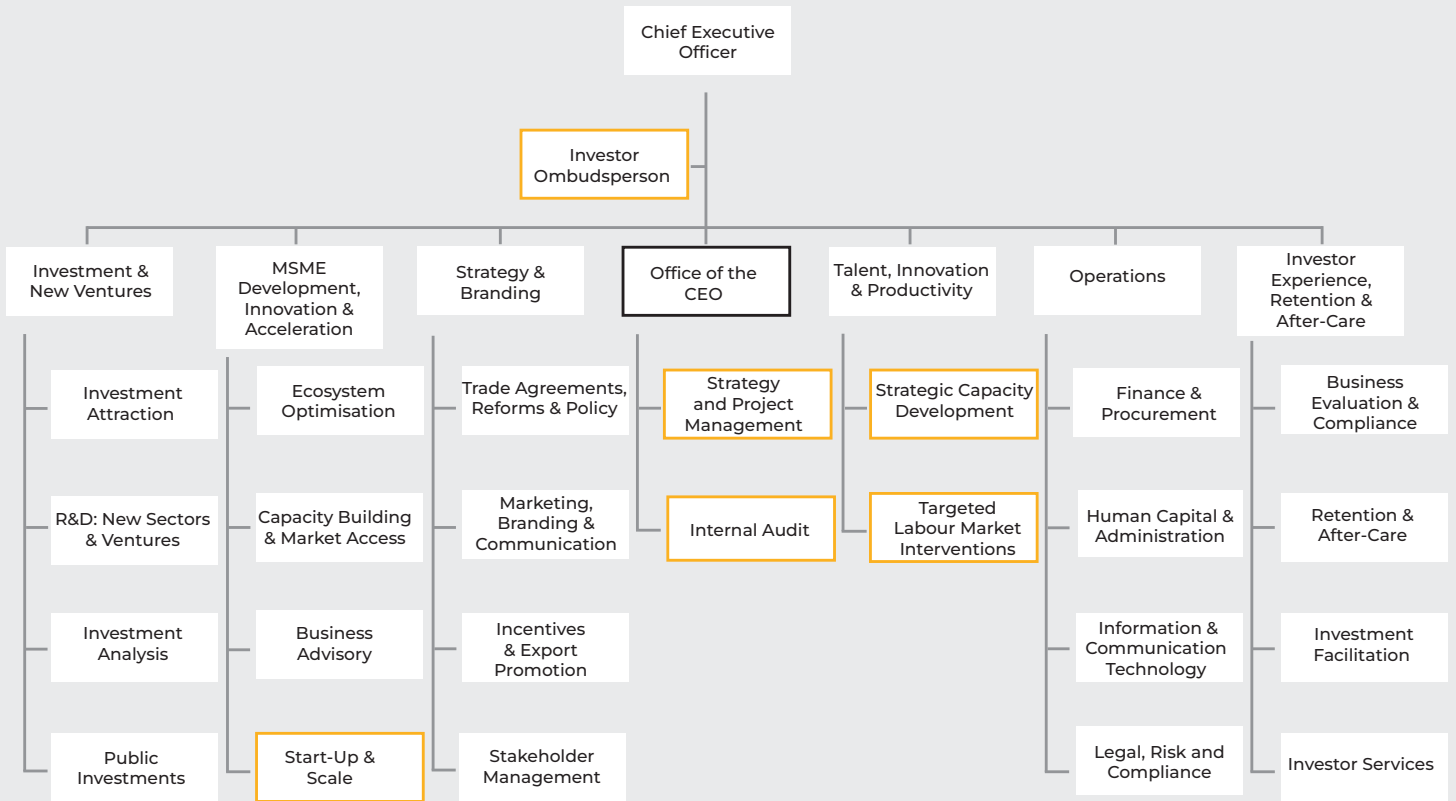 Chief Executive
Officer
Investor
Ombudsperson
Investment &
New Ventures
MSME
Development,
Innovation &
Acceleration
Strategy &
Branding
Office of the
CEO
Talent, Innovation
& Productivity
Operations
Investor
Experience,
Retention &
After-Care
Investment
Attraction
R&D: New Sectors
& Ventures
Investment
Analysis
Public
Investments
Ecosystem
Optimisation
Capacity Building
& Market Access
Business
Advisory
Start-Up &
Scale
Trade Agreements,
Reforms & Policy
Marketing,
Branding &
Communication
Incentives
& Export
Promotion
Stakeholder
Management
Strategy
and Project
Management
Internal Audit
Strategic Capacity
Development
Targeted
Labour Market
Interventions
Finance &
Procurement
Human Capital &
Administration
Information &
Communication
Technology
Legal, Risk and
Compliance
Business
Evaluation &
Compliance
Retention &
After-Care
Investment
Facilitation
Investor Services